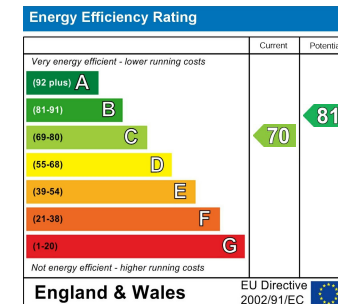 Energy Efficiency Rating
Current Potentia
Very energy efficient - lower running costs
(92 plus) A
(81-91) B
81
(69-80) C
70
(55-68) D
(39-54) E
(21-38) F
(1-20) G
Not energy efficient - higher running costs
England & Wales
EU Directive
2002/91/EC